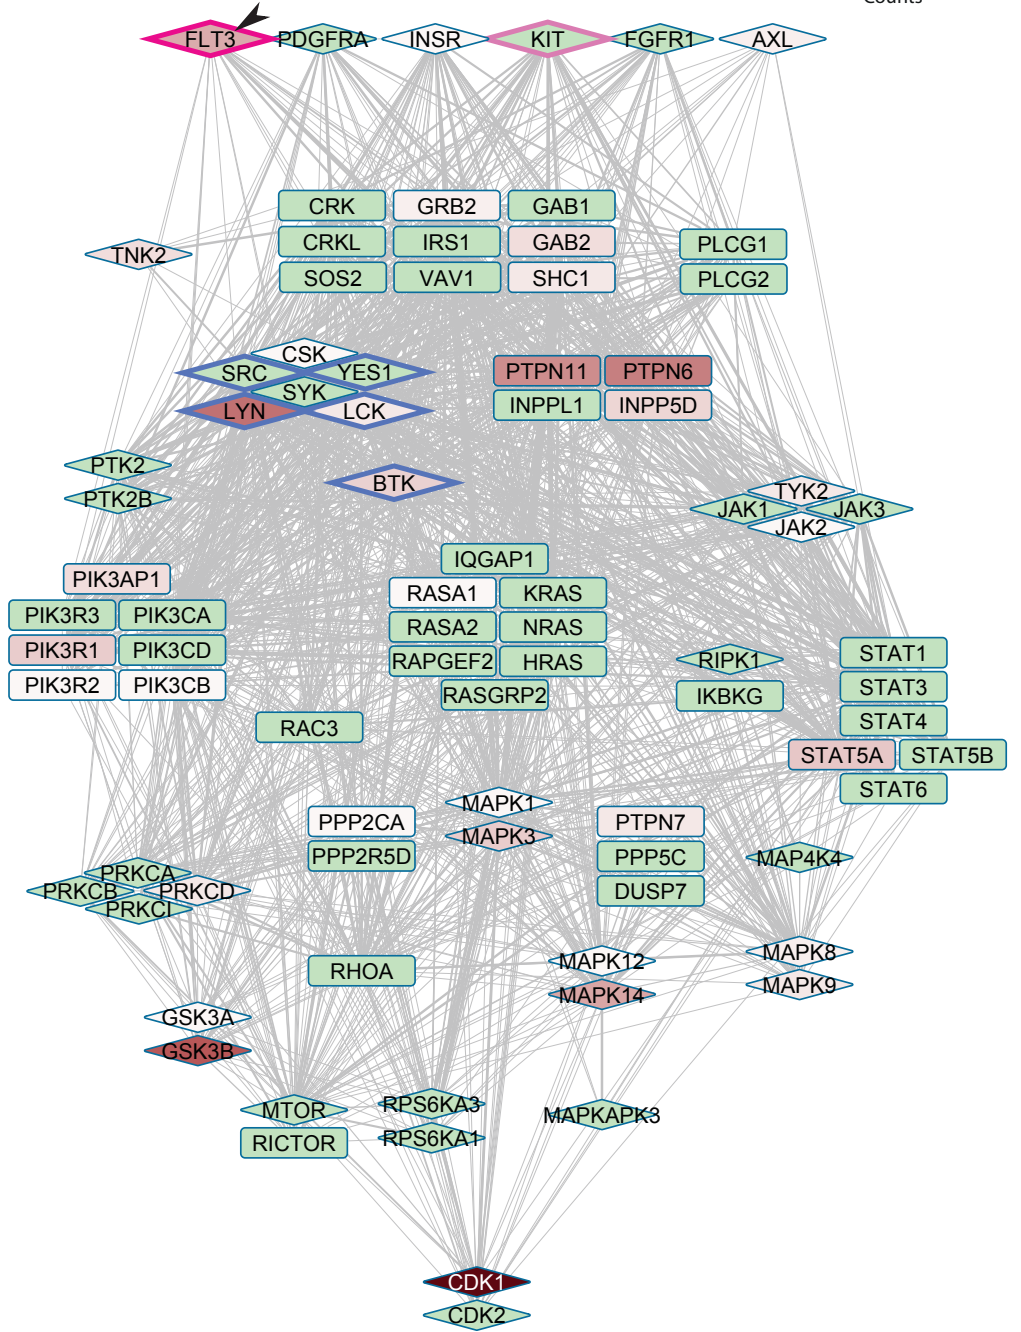 Counts
FLT3 PDGFRA INSR KIT FGFR1 AXL
CRK GRB2 GAB1
CRKL IRS1 GAB2 PLCG1
TNK2
SOS2 VAV1 SHC1 PLCG2
CSK
SRC YES1 PTPN11 PTPN6
SYK
LYN LCK INPPL1 INPP5D
PTK2
BTK
PTK2B TYK2
JAK1 JAK3
JAK2
IQGAP1
PIK3AP1 RASA1 KRAS
PIK3R3 PIK3CA RASA2 NRAS
PIK3R1 PIK3CD RAPGEF2 HRAS RIPK1 STAT1
PIK3R2 PIK3CB RASGRP2 IKBKG STAT3
RAC3 STAT4
STAT5A STAT5B
STAT6
MAPK1
PPP2CA PTPN7
MAPK3
PPP2R5D PPP5C MAP4K4
PRKCA
PRKCB PRKCD DUSP7
PRKCI
MAPK12 MAPK8
RHOA
MAPK14 MAPK9
GSK3A
GSK3B
MTOR RPS6KA3 MAPKAPK3
RICTOR RPS6KA1
CDK1
CDK2